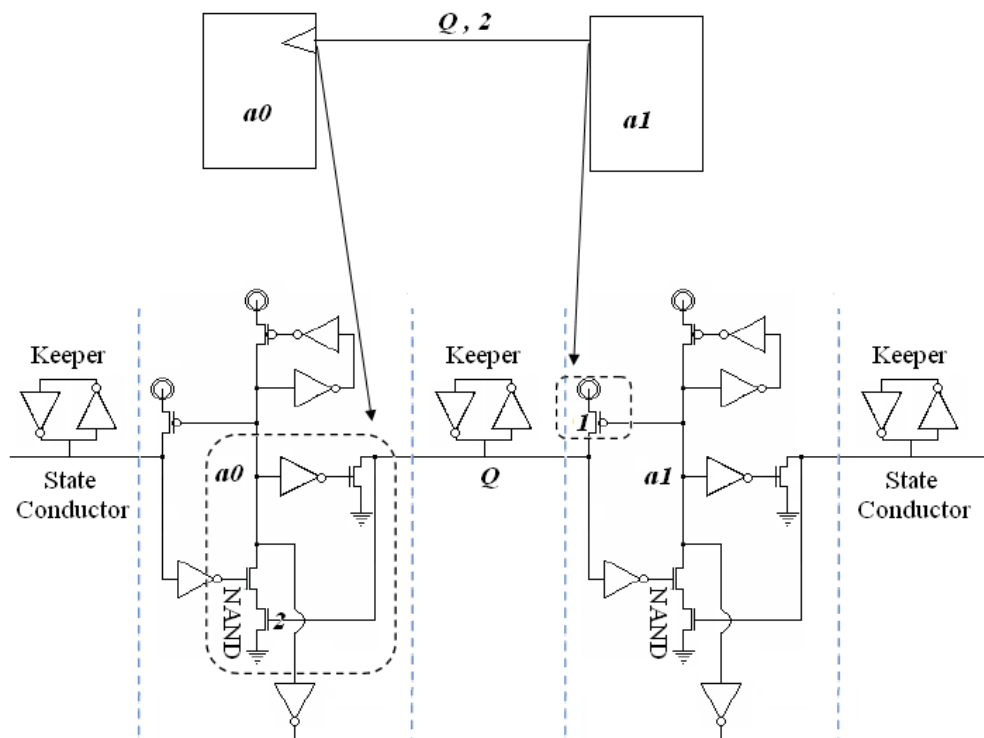 Q , 2
a0
a1
Keeper
Keeper
Keeper
1
a0
a1
State
Conductor
Q
State
Conductor
NAND
2
NAND